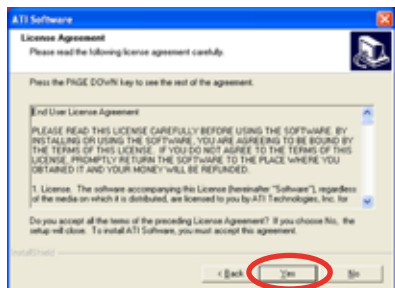 ATI Software
License Agreement
Please read the following license agreement carefully.
Press the PAGE DOWN key to see the rest of the agreement.
End User License Agreement
PLEASE READ THIS LICENSE CAREFULLY BEFORE USING THE SOFTWARE. BY
INSTALLING OR USING THE SOFTWARE, YOU ARE AGREEING TO BE BOUND BY
THE TERMS OF THIS LICENSE. IF YOU DO NOT AGREE TO THE TERMS OF THIS
LICENSE, PROMPTLY RETURN THE SOFTWARE TO THE PLACE WHERE YOU
OBTAINED IT AND YOUR MONEY WILL BE REFUNDED.
1. License. The software accompanying this License (hereinafter "Software"), regardless
of the media on which it is distributed, are licensed to you by ATI Technologies, Inc. for
Do you accept all the terms of the preceding License Agreement? If you choose No, the
setup will close. To install ATI Software, you must accept this agreement.
InstallShield
< Back Yes No